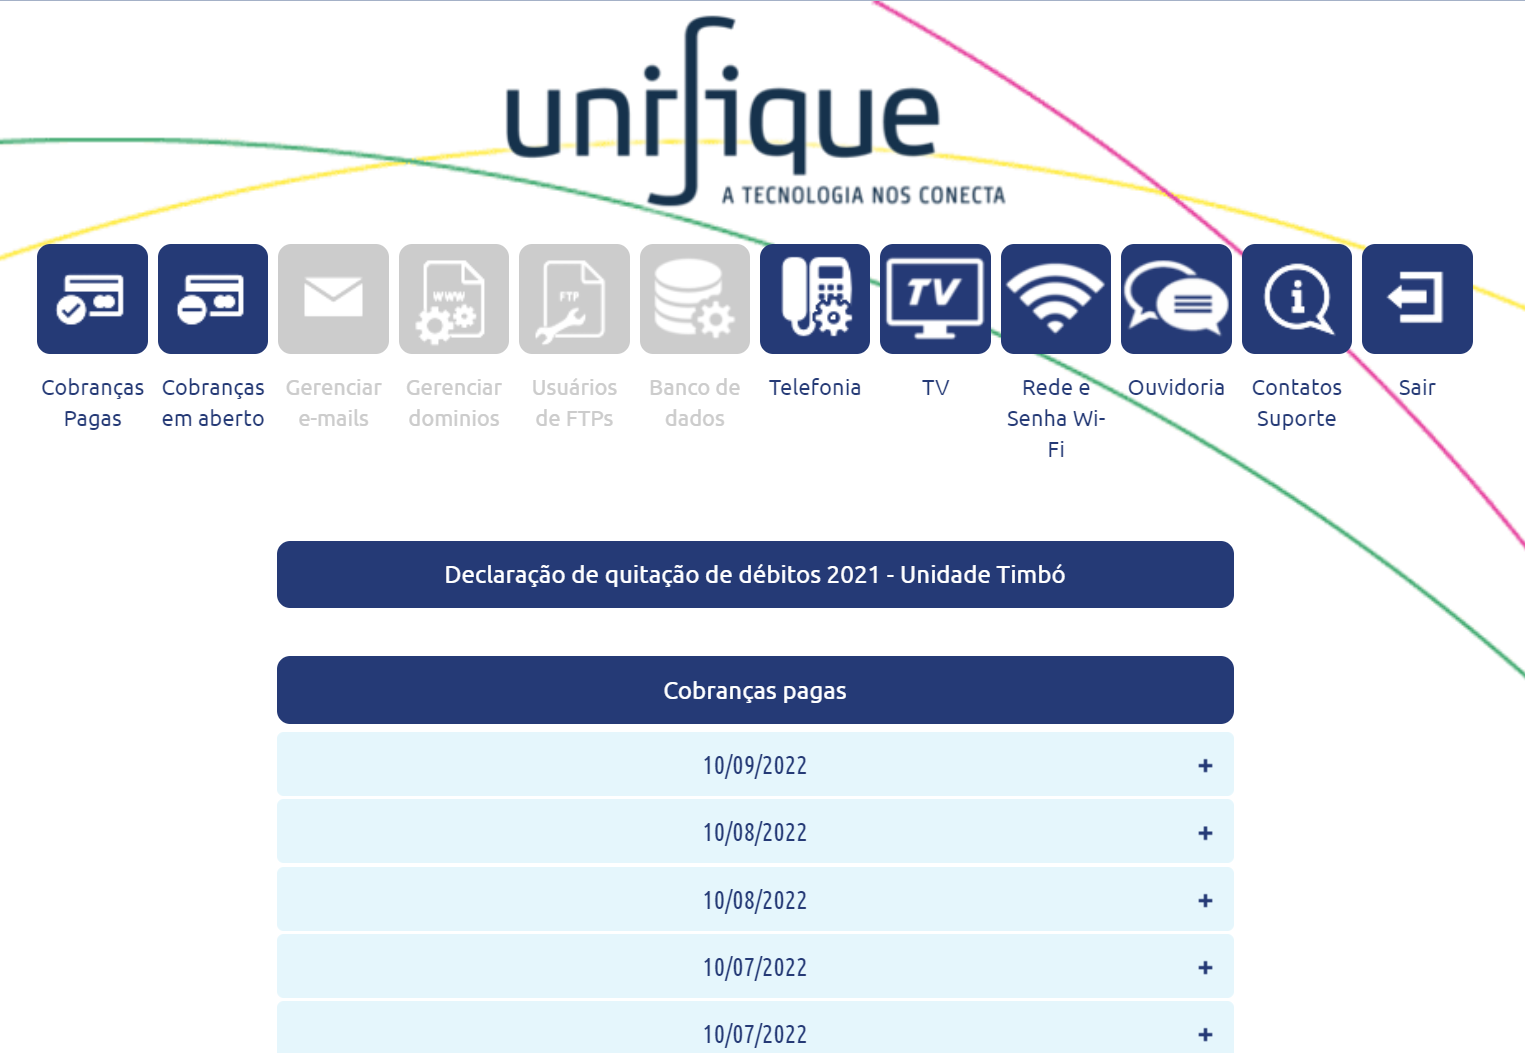 unifique
A TECNOLOGIA NOS CONECTA
WWW
FTP
TV
Cobranças
Pagas
Cobranças
em aberto
Gerenciar
e-mails
Gerenciar
dominios
Usuários
de FTPs
Banco de
dados
Telefonia
TV
Rede e
Senha Wi-
Fi
Ouvidoria
Contatos
Suporte
Sair
Declaração de quitação de débitos 2021 - Unidade Timbó
Cobranças pagas
10/09/2022 +
10/08/2022 +
10/08/2022 +
10/07/2022 +
10/07/2022 +